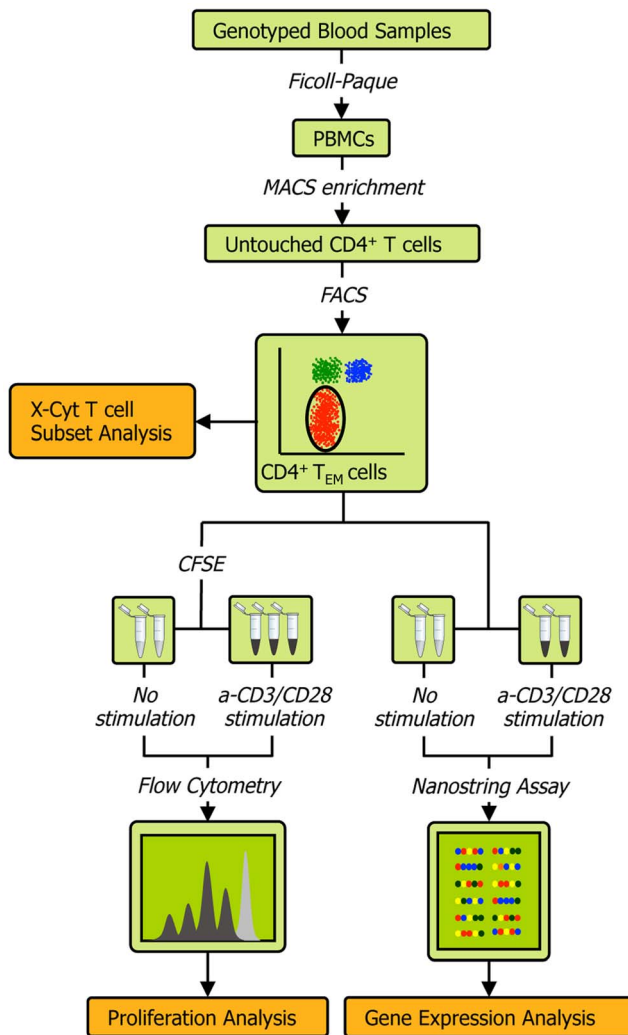 Genotyped Blood Samples
Ficoll-Paque
PBMCs
MACS enrichment
Untouched CD4⁺ T cells
FACS
X-Cyt T cell
Subset Analysis
CD4⁺ T_EM cells
CFSE
No
stimulation
a-CD3/CD28
stimulation
No
stimulation
a-CD3/CD28
stimulation
Flow Cytometry
Nanostring Assay
Proliferation Analysis
Gene Expression Analysis